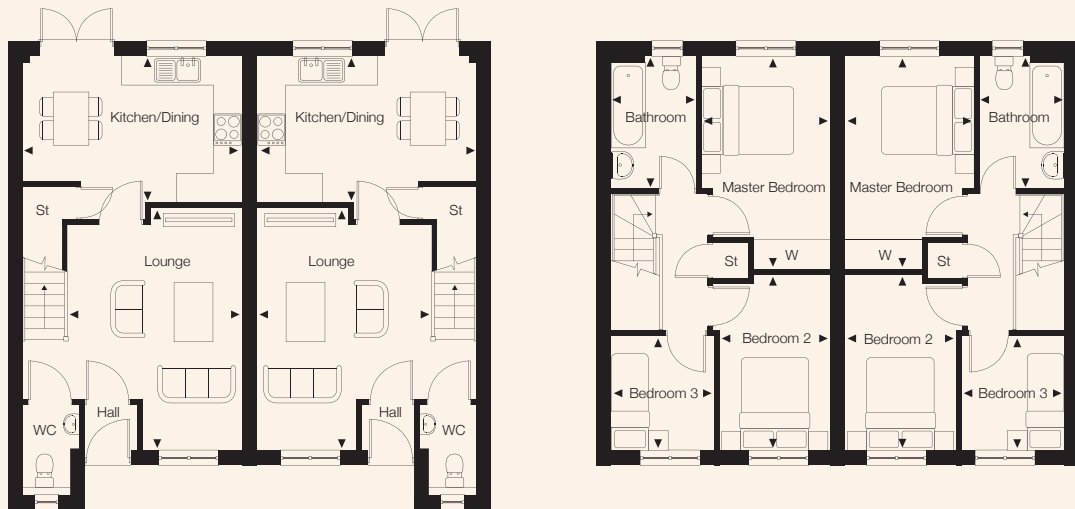 Kitchen/Dining Kitchen/Dining
St St
Lounge Lounge
Hall Hall
WC WC
Bathroom Bathroom
Master Bedroom Master Bedroom
St W W St
Bedroom 2 Bedroom 2
Bedroom 3 Bedroom 3